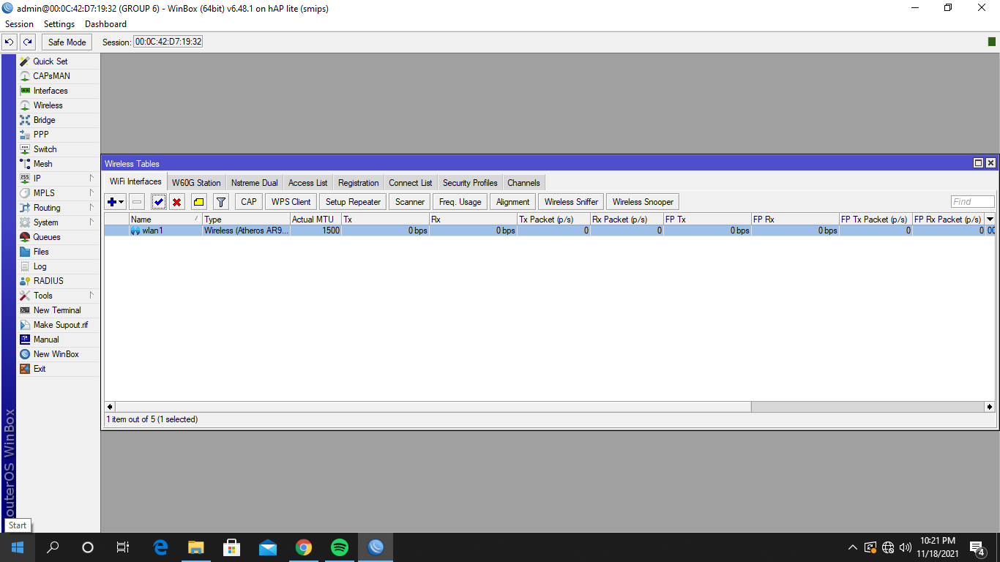 admin@00:0C:42:D7:19:32 (GROUP 6) - WinBox (64bit) v6.48.1 on hAP lite (smips)
Session Settings Dashboard
Safe Mode Session: 00:0C:42:D7:19:32
Quick Set
CAPsMAN
Interfaces
Wireless
Bridge
PPP
Switch
Mesh
IP
MPLS
Routing
System
Queues
Files
Log
RADIUS
Tools
New Terminal
Make Supout.rif
Manual
New WinBox
Exit
outerOS WinBox
Wireless Tables
WiFi Interfaces W60G Station Nstreme Dual Access List Registration Connect List Security Profiles Channels
CAP WPS Client Setup Repeater Scanner Freq. Usage Alignment Wireless Sniffer Wireless Snooper Find
Name / Type Actual MTU Tx Rx Tx Packet (p/s) Rx Packet (p/s) FP Tx FP Rx FP Tx Packet (p/s) FP Rx Packet (p/s)
wlan1 Wireless (Atheros AR9... 1500 0 bps 0 bps 0 0 0 bps 0 bps 0 0 00
1 item out of 5 (1 selected)
Start
10:21 PM
11/18/2021
4